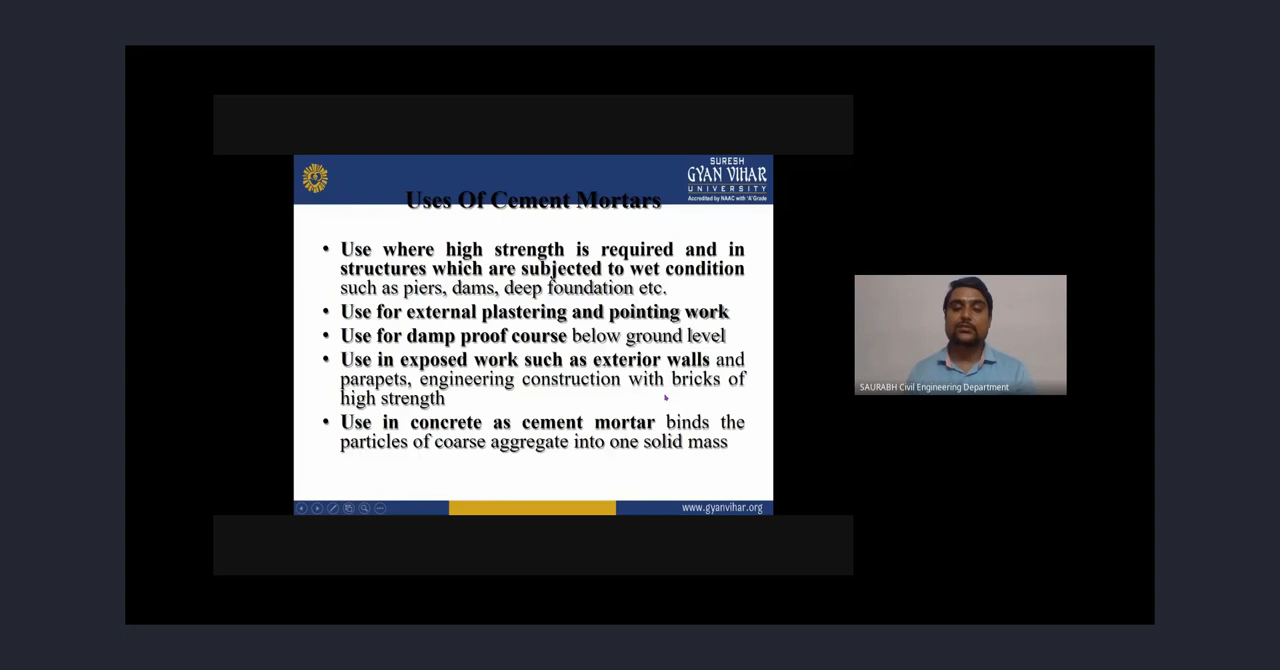 SURESH
GYAN VIHAR
UNIVERSITY
Accredited by NAAC with 'A' Grade
Uses Of Cement Mortars
• Use where high strength is required and in
structures which are subjected to wet condition
such as piers, dams, deep foundation etc.
• Use for external plastering and pointing work
• Use for damp proof course below ground level
• Use in exposed work such as exterior walls and
parapets, engineering construction with bricks of
high strength
• Use in concrete as cement mortar binds the
particles of coarse aggregate into one solid mass
www.gyanvihar.org
SAURABH Civil Engineering Department